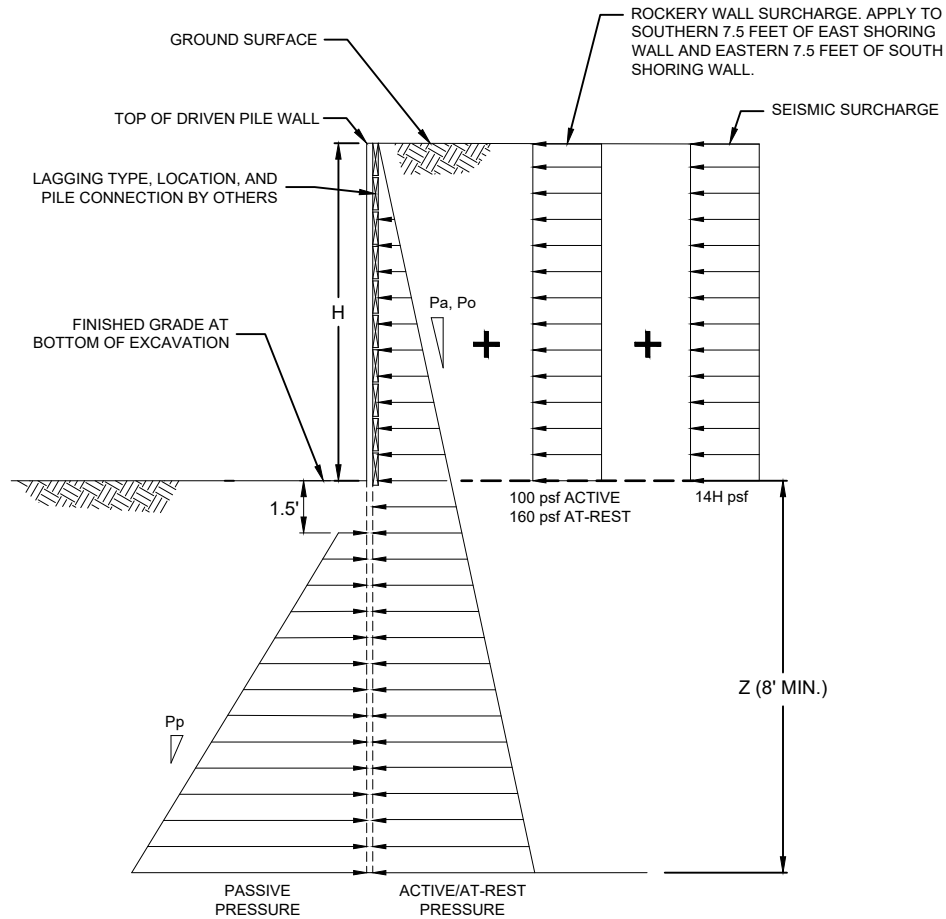 ROCKERY WALL SURCHARGE. APPLY TO
SOUTHERN 7.5 FEET OF EAST SHORING
WALL AND EASTERN 7.5 FEET OF SOUTH
SHORING WALL.
GROUND SURFACE
SEISMIC SURCHARGE
TOP OF DRIVEN PILE WALL
LAGGING TYPE, LOCATION, AND
PILE CONNECTION BY OTHERS
H
Pa, Po
FINISHED GRADE AT
BOTTOM OF EXCAVATION
+
+
1.5'
100 psf ACTIVE
160 psf AT-REST
14H psf
Z (8' MIN.)
Pp
PASSIVE
PRESSURE
ACTIVE/AT-REST
PRESSURE